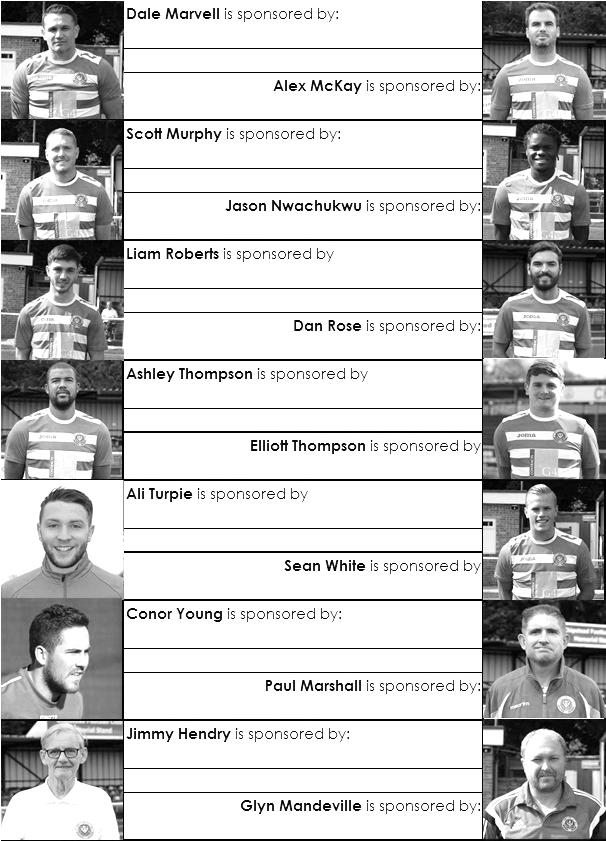 Dale Marvell is sponsored by:
Alex McKay is sponsored by:
Scott Murphy is sponsored by:
Jason Nwachukwu is sponsored by:
Liam Roberts is sponsored by
Dan Rose is sponsored by:
Ashley Thompson is sponsored by
Elliott Thompson is sponsored by
Ali Turpie is sponsored by
Sean White is sponsored by
Conor Young is sponsored by:
Paul Marshall is sponsored by:
Jimmy Hendry is sponsored by:
Glyn Mandeville is sponsored by: